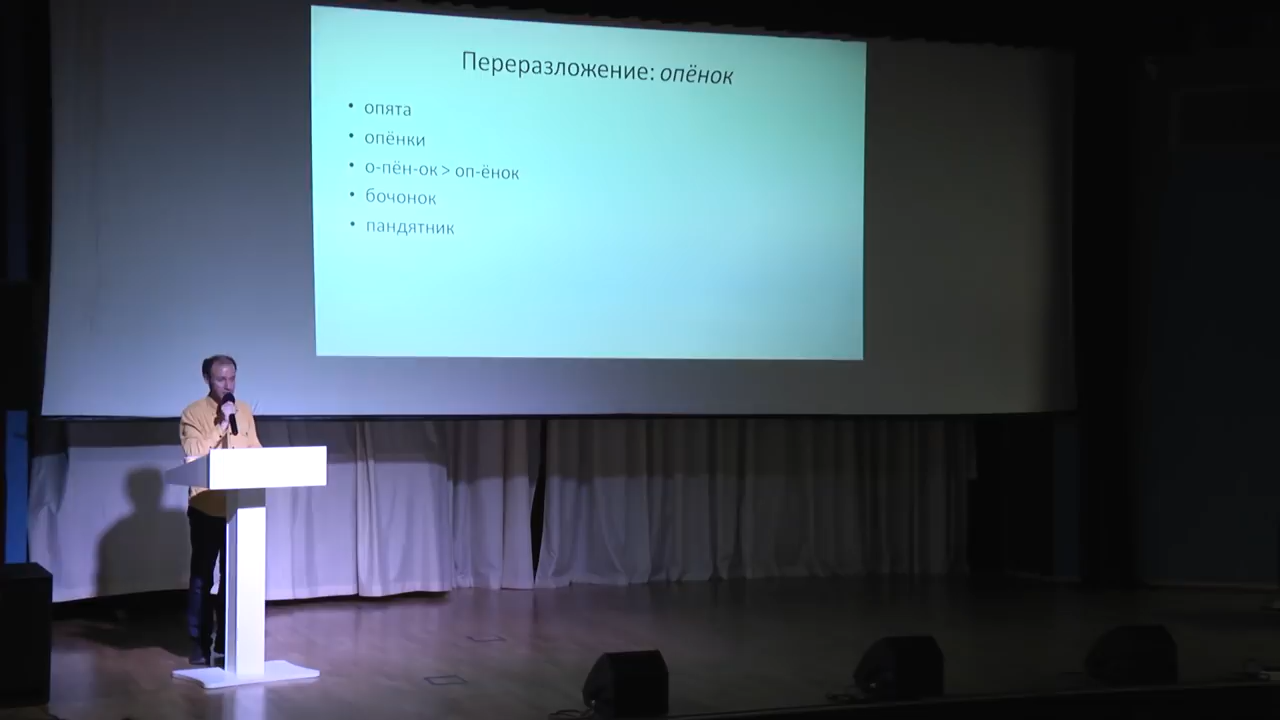 Переразложение: опёнок
• опята
• опёнки
• о-пён-ок > оп-ёнок
• бочонок
• пандятник